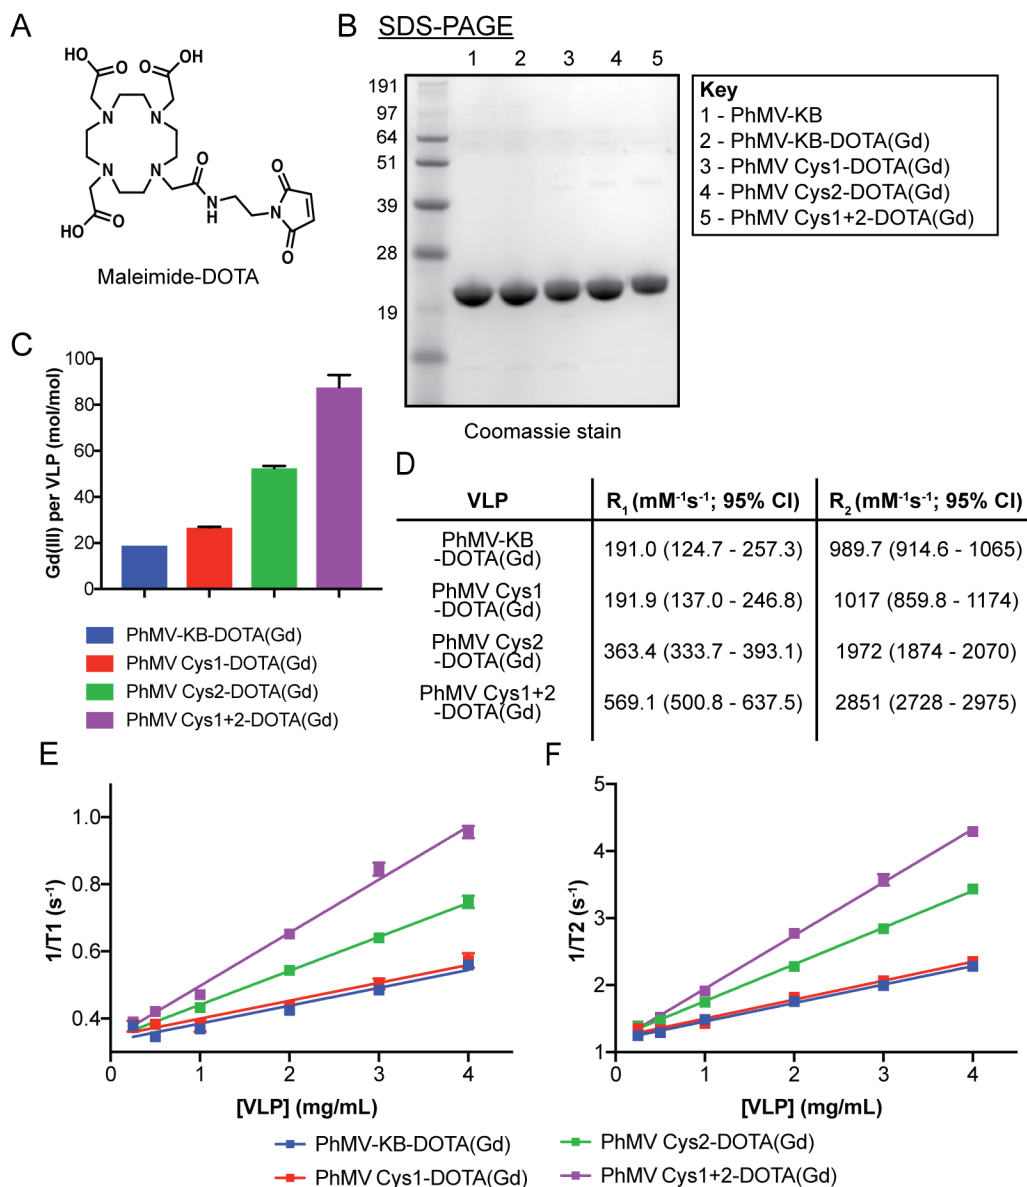 A
HO
O
OH
O
N
N
N
N
O
HO
O
N
H
N
O
O
Maleimide-DOTA
B SDS-PAGE
1 2 3 4 5
191
97
64
51
39
28
19
Coomassie stain
Key
1 - PhMV-KB
2 - PhMV-KB-DOTA(Gd)
3 - PhMV Cys1-DOTA(Gd)
4 - PhMV Cys2-DOTA(Gd)
5 - PhMV Cys1+2-DOTA(Gd)
C
Gd(III) per VLP (mol/mol)
100
80
60
40
20
0
PhMV-KB-DOTA(Gd)
PhMV Cys1-DOTA(Gd)
PhMV Cys2-DOTA(Gd)
PhMV Cys1+2-DOTA(Gd)
D
VLP R1 (mM-1s-1; 95% CI) R2 (mM-1s-1; 95% CI)
PhMV-KB
-DOTA(Gd) 191.0 (124.7 - 257.3) 989.7 (914.6 - 1065)
PhMV Cys1
-DOTA(Gd) 191.9 (137.0 - 246.8) 1017 (859.8 - 1174)
PhMV Cys2
-DOTA(Gd) 363.4 (333.7 - 393.1) 1972 (1874 - 2070)
PhMV Cys1+2
-DOTA(Gd) 569.1 (500.8 - 637.5) 2851 (2728 - 2975)
E
1/T1 (s-1)
1.0
0.8
0.6
0.4
0 1 2 3 4
[VLP] (mg/mL)
F
1/T2 (s-1)
5
4
3
2
1
0 1 2 3 4
[VLP] (mg/mL)
PhMV-KB-DOTA(Gd)
PhMV Cys2-DOTA(Gd)
PhMV Cys1-DOTA(Gd)
PhMV Cys1+2-DOTA(Gd)